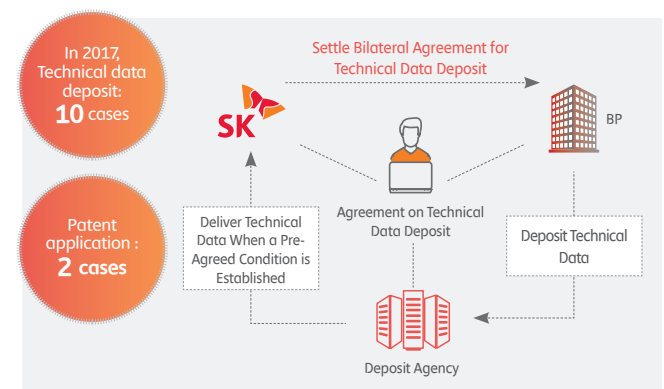 In 2017,
Technical data
deposit:
10 cases
Patent
application :
2 cases
Settle Bilateral Agreement for
Technical Data Deposit
SK
BP
Agreement on Technical
Data Deposit
Deliver Technical
Data When a Pre-
Agreed Condition is
Established
Deposit Technical
Data
Deposit Agency